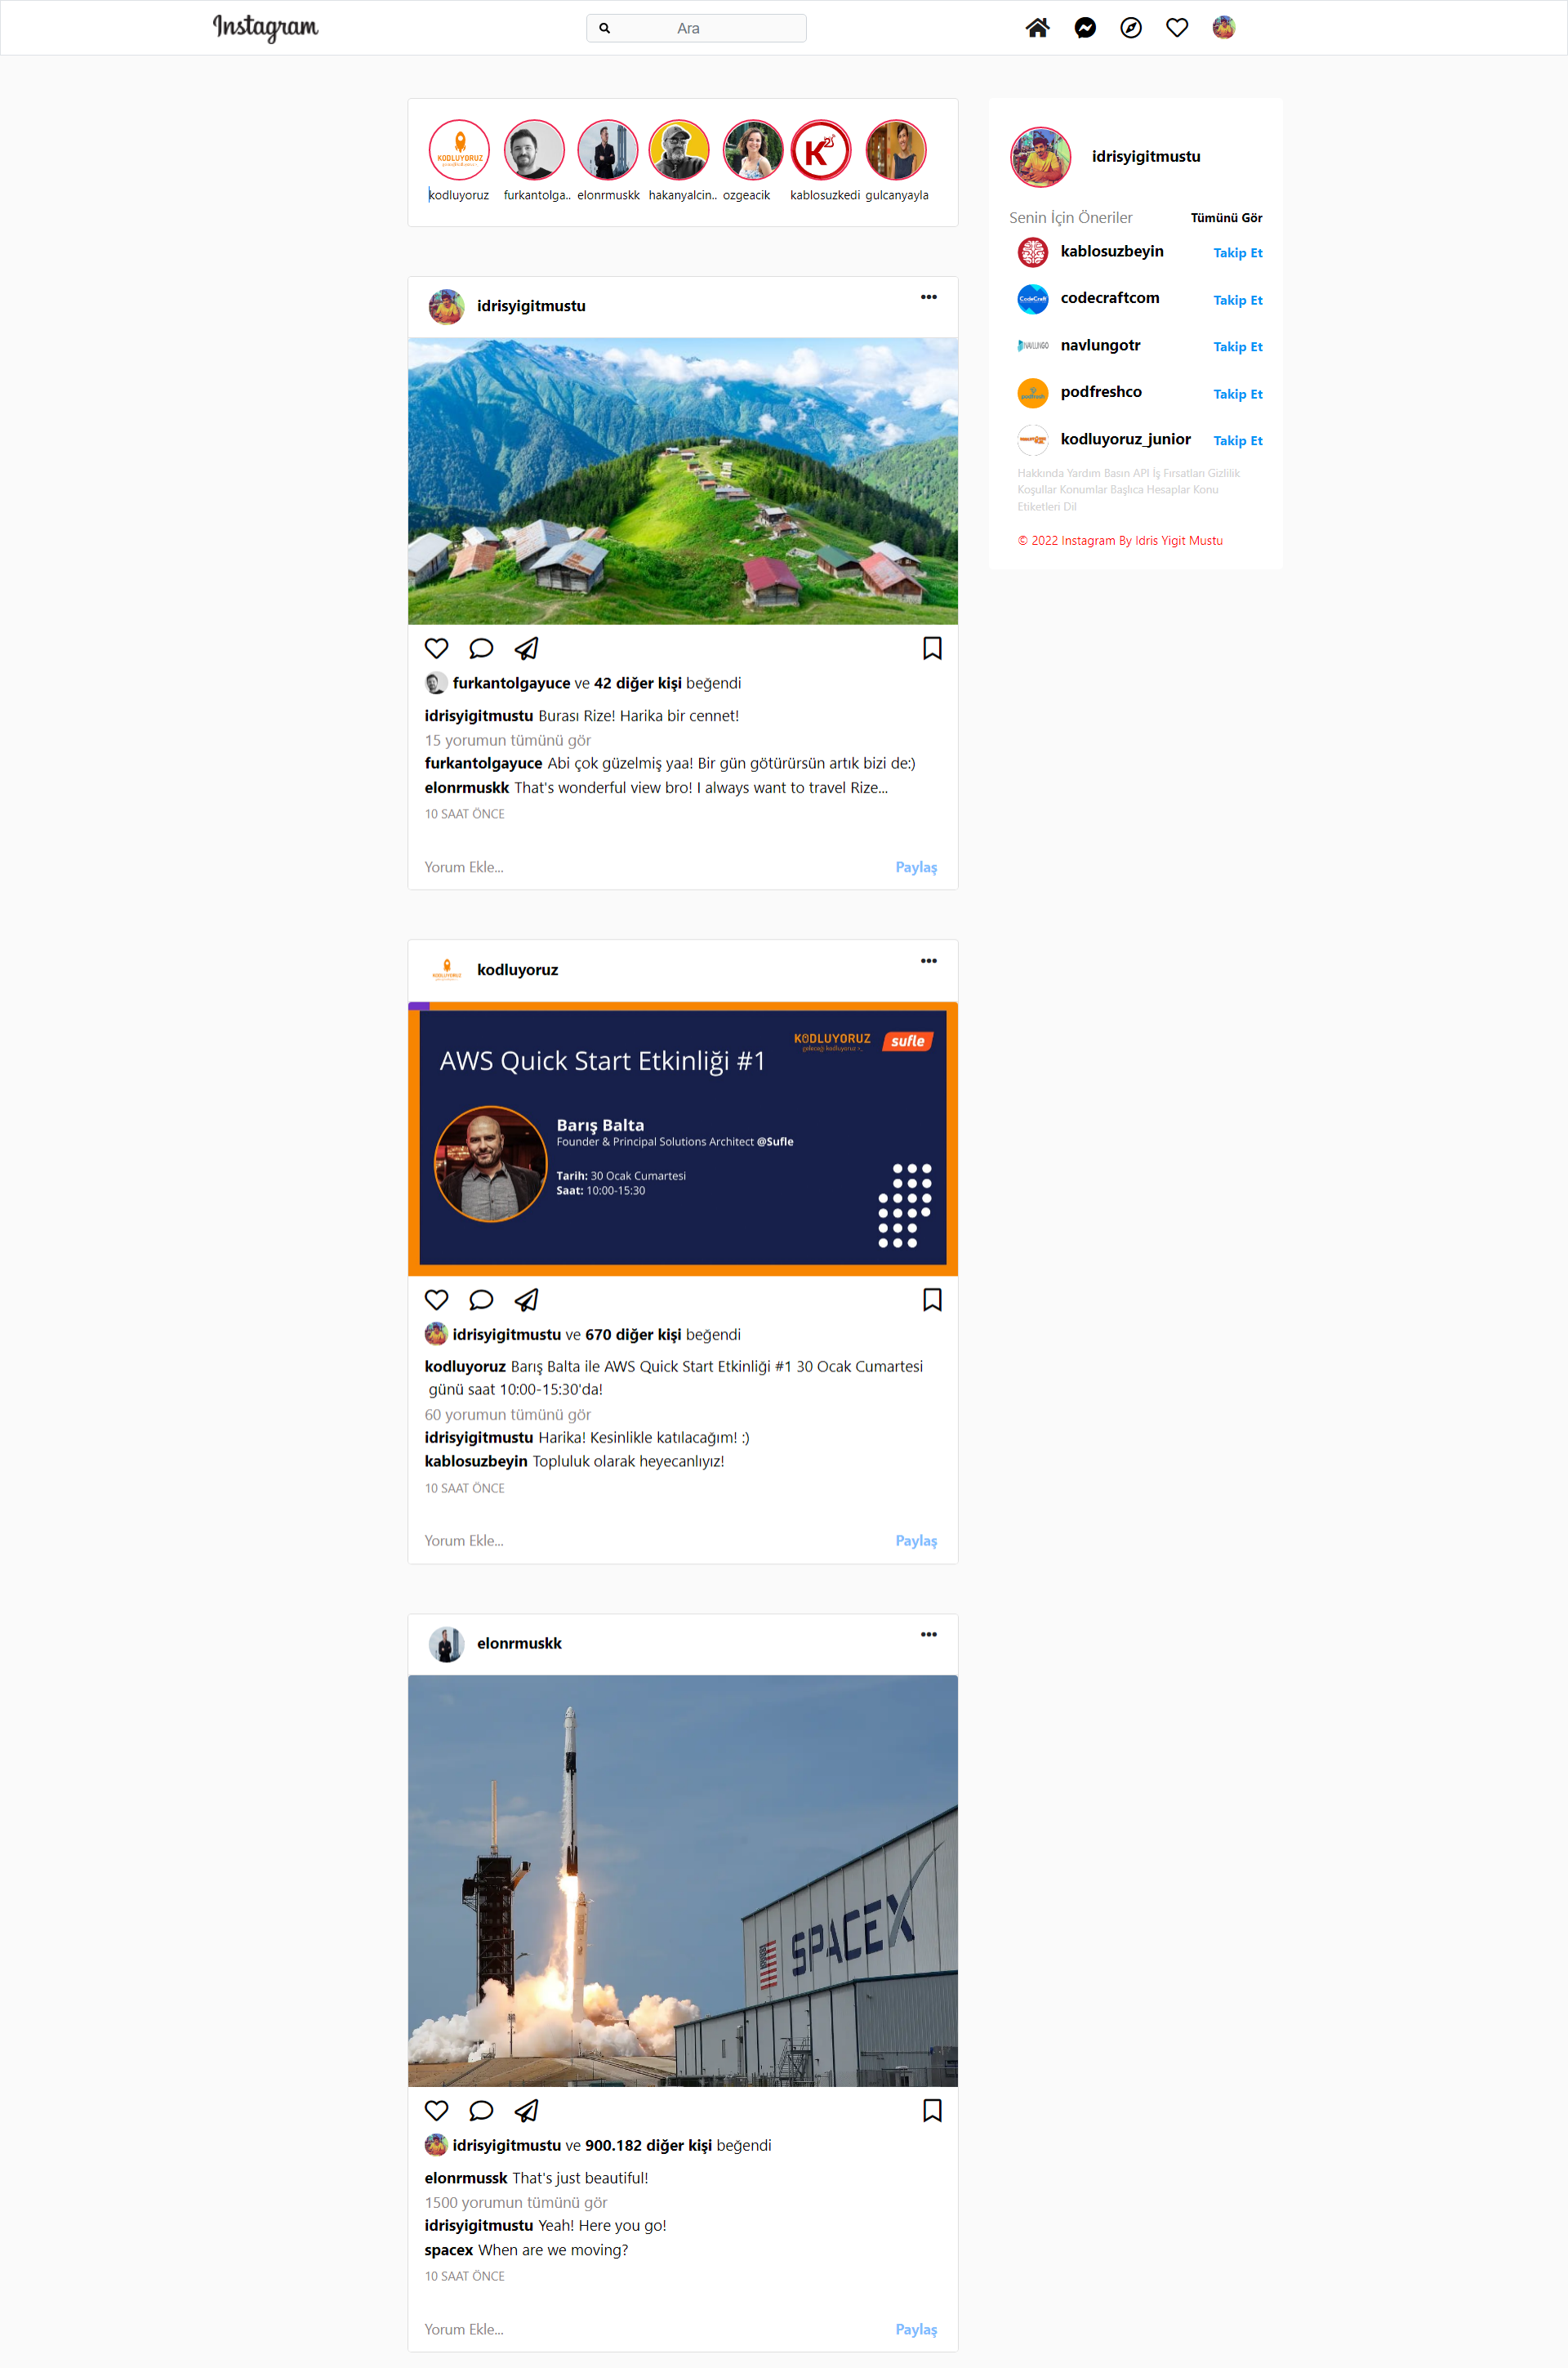 Instagram
Ara
KODLUYORUZ
kodluyoruz
furkantolga..
elonrmuskk
hakanyalcin..
ozgeacik
kablosuzkedi
gulcanyayla
idrisyigitmustu
Senin İçin Öneriler
Tümünü Gör
kablosuzbeyin
Takip Et
CodeCraft
codecraftcom
Takip Et
NAVLUNGO
navlungotr
Takip Et
podfresh
podfreshco
Takip Et
kodluyoruz_junior
Takip Et
Hakkında Yardım Basın API İş Fırsatları Gizlilik
Koşullar Konumlar Başlıca Hesaplar Konu
Etiketleri Dil
© 2022 Instagram By Idris Yigit Mustu
idrisyigitmustu
furkantolgayuce ve 42 diğer kişi beğendi
idrisyigitmustu Burası Rize! Harika bir cennet!
15 yorumun tümünü gör
furkantolgayuce Abi çok güzelmiş yaa! Bir gün götürürsün artık bizi de:)
elonrmuskk That's wonderful view bro! I always want to travel Rize...
10 SAAT ÖNCE
Yorum Ekle...
Paylaş
KODLUYORUZ
kodluyoruz
KODLUYORUZ
geleceği kodluyoruz >_
sufle
AWS Quick Start Etkinliği #1
Barış Balta
Founder & Principal Solutions Architect @Sufle
Tarih: 30 Ocak Cumartesi
Saat: 10:00-15:30
idrisyigitmustu ve 670 diğer kişi beğendi
kodluyoruz Barış Balta ile AWS Quick Start Etkinliği #1 30 Ocak Cumartesi
günü saat 10:00-15:30'da!
60 yorumun tümünü gör
idrisyigitmustu Harika! Kesinlikle katılacağım! :)
kablosuzbeyin Topluluk olarak heyecanlıyız!
10 SAAT ÖNCE
Yorum Ekle...
Paylaş
elonrmuskk
SPACEX
idrisyigitmustu ve 900.182 diğer kişi beğendi
elonrmussk That's just beautiful!
1500 yorumun tümünü gör
idrisyigitmustu Yeah! Here you go!
spacex When are we moving?
10 SAAT ÖNCE
Yorum Ekle...
Paylaş